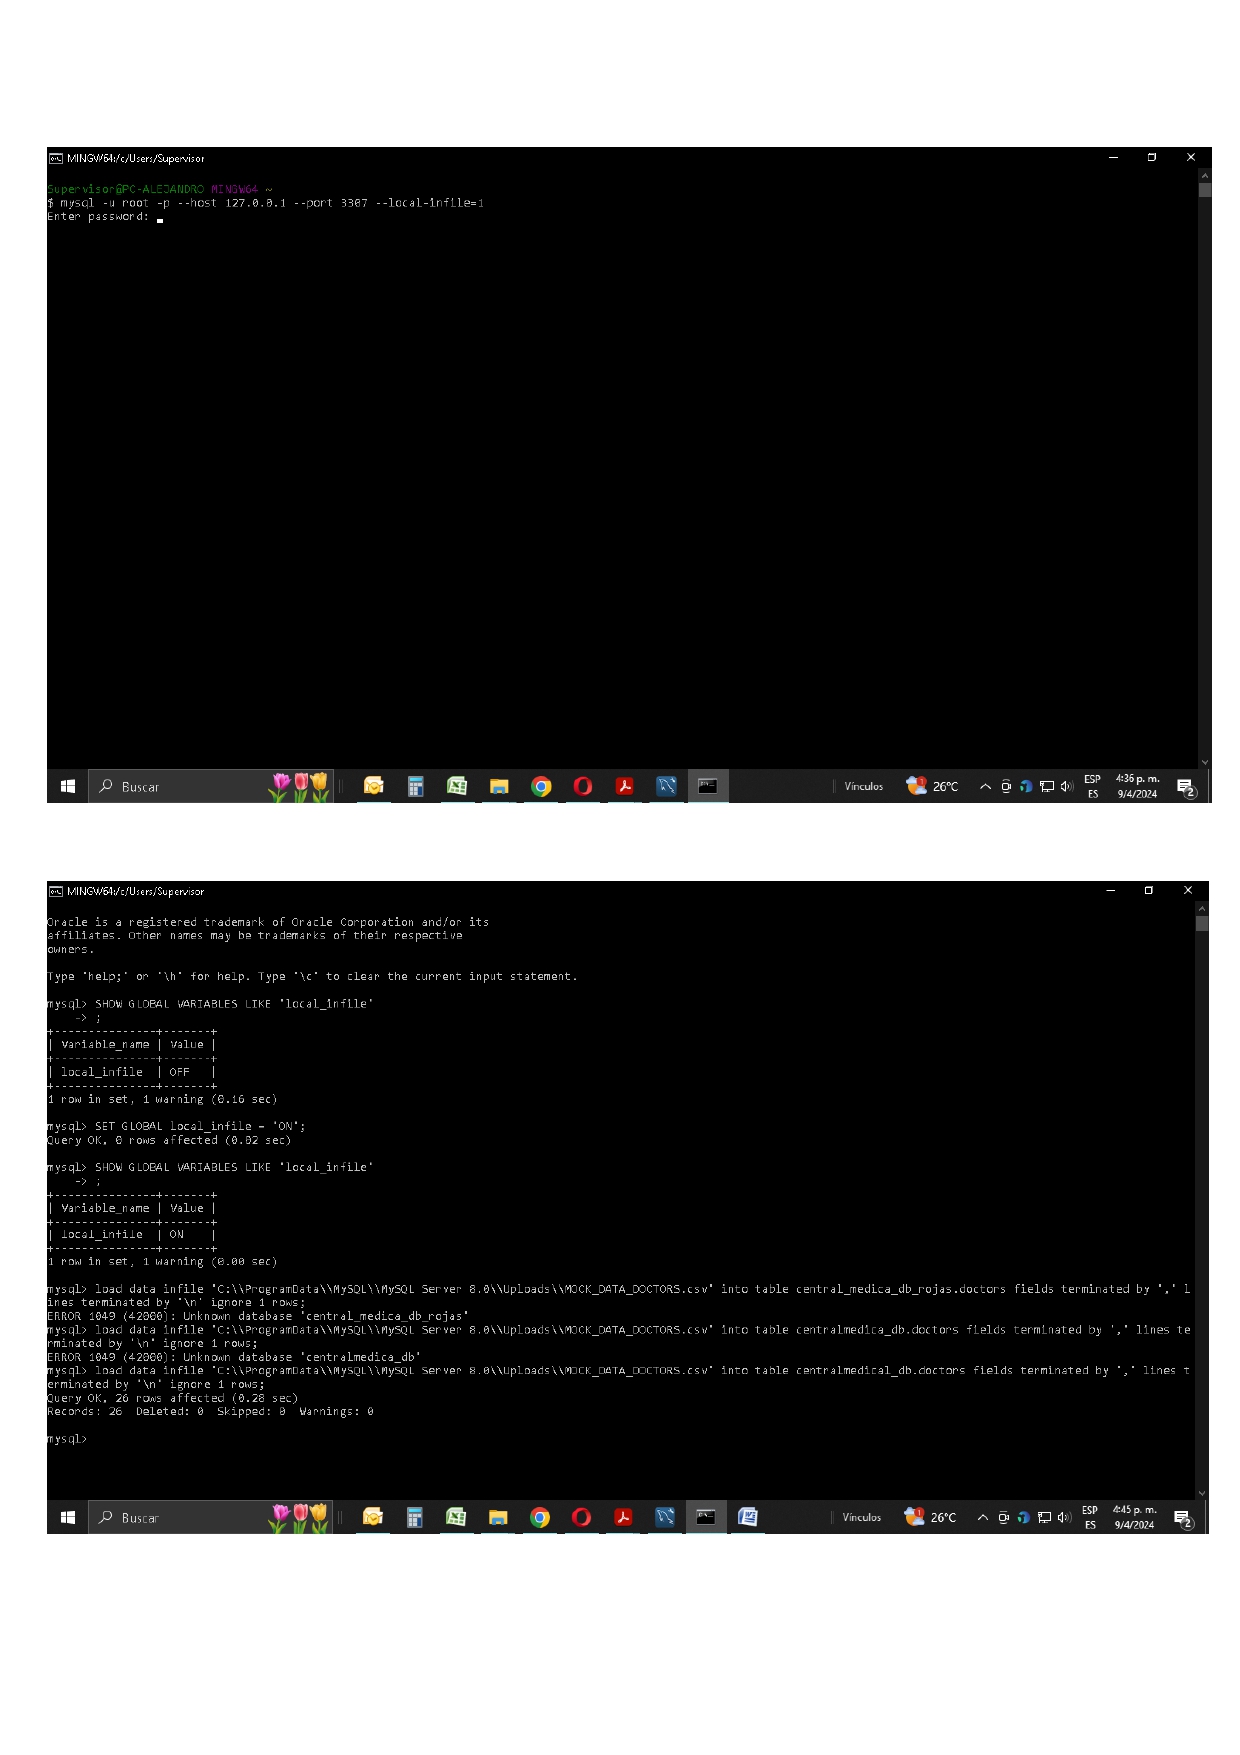 MINGW64:/c/Users/Supervisor
Supervisor@PC-ALEJANDRO MINGW64 ~
$ mysql -u root -p --host 127.0.0.1 --port 3307 --local-infile=1
Enter password:
Buscar
Vínculos
26°C
ESP
ES
4:36 p. m.
9/4/2024
2
MINGW64:/c/Users/Supervisor
Oracle is a registered trademark of Oracle Corporation and/or its
affiliates. Other names may be trademarks of their respective
owners.
Type 'help;' or '\h' for help. Type '\c' to clear the current input statement.
mysql> SHOW GLOBAL VARIABLES LIKE 'local_infile'
    -> ;
+---------------+-------+
| Variable_name | Value |
+---------------+-------+
| local_infile  | OFF   |
+---------------+-------+
1 row in set, 1 warning (0.16 sec)
mysql> SET GLOBAL local_infile = 'ON';
Query OK, 0 rows affected (0.02 sec)
mysql> SHOW GLOBAL VARIABLES LIKE 'local_infile'
    -> ;
+---------------+-------+
| Variable_name | Value |
+---------------+-------+
| local_infile  | ON    |
+---------------+-------+
1 row in set, 1 warning (0.00 sec)
mysql> load data infile 'C:\\ProgramData\\MySQL\\MySQL Server 8.0\\Uploads\\MOCK_DATA_DOCTORS.csv' into table central_medica_db_rojas.doctors fields terminated by ',' l
ines terminated by '\n' ignore 1 rows;
ERROR 1049 (42000): Unknown database 'central_medica_db_rojas'
mysql> load data infile 'C:\\ProgramData\\MySQL\\MySQL Server 8.0\\Uploads\\MOCK_DATA_DOCTORS.csv' into table centralmedica_db.doctors fields terminated by ',' lines te
rminated by '\n' ignore 1 rows;
ERROR 1049 (42000): Unknown database 'centralmedica_db'
mysql> load data infile 'C:\\ProgramData\\MySQL\\MySQL Server 8.0\\Uploads\\MOCK_DATA_DOCTORS.csv' into table centralmedical_db.doctors fields terminated by ',' lines t
erminated by '\n' ignore 1 rows;
Query OK, 26 rows affected (0.28 sec)
Records: 26  Deleted: 0  Skipped: 0  Warnings: 0
mysql>
Buscar
Vínculos
26°C
ESP
ES
4:45 p. m.
9/4/2024
2